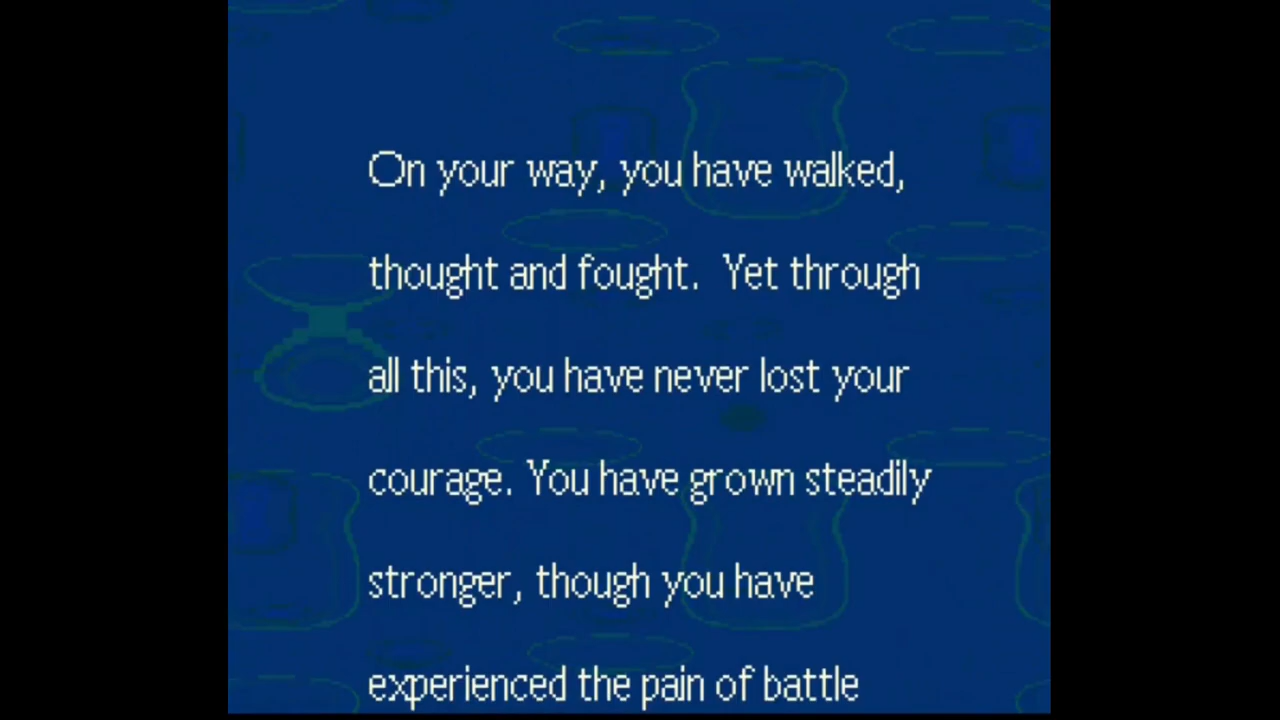 On your way, you have walked,
thought and fought.  Yet through
all this, you have never lost your
courage. You have grown steadily
stronger, though you have
experienced the pain of battle